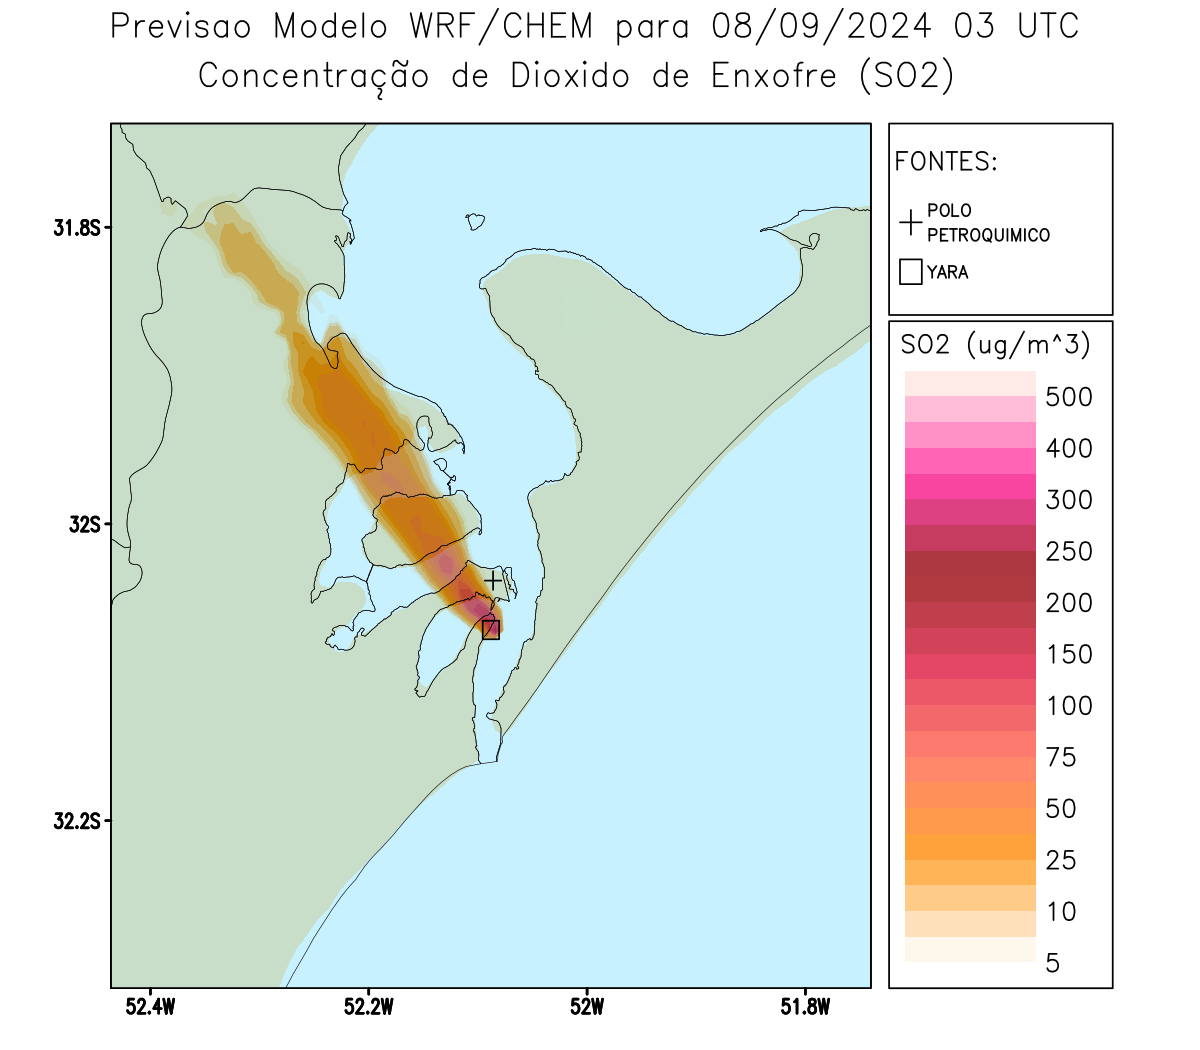 Previsao Modelo WRF/CHEM para 08/09/2024 03 UTC
Concentração de Dioxido de Enxofre (SO2)
FONTES:
POLO
PETROQUIMICO
YARA
SO2 (ug/m^3)
500
400
300
250
200
150
100
75
50
25
10
5
31.8S
32S
32.2S
52.4W
52.2W
52W
51.8W